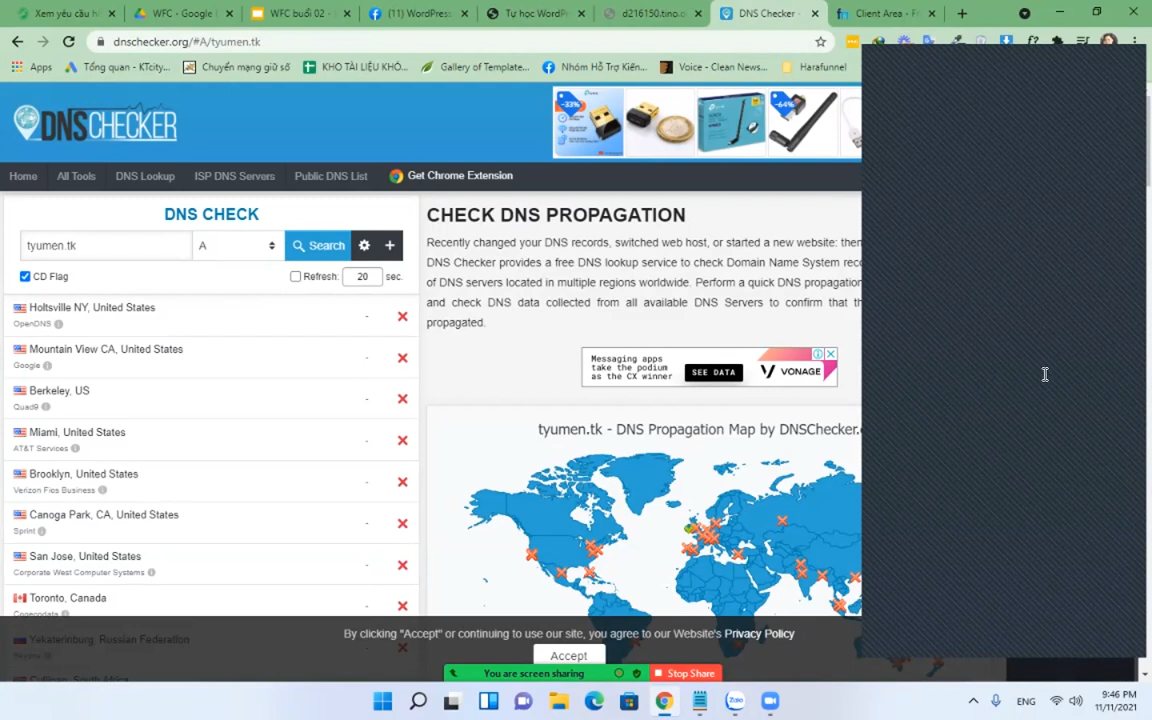 Xem yêu cầu hỗ
WFC - Google
WFC buổi 02 -
(11) WordPress
Tự học WordP
d216150.tino.o
DNS Checker -
Client Area - F
dnschecker.org/#A/tyumen.tk
Apps
Tổng quan - KTcity...
Chuyển mạng giữ số
KHO TÀI LIỆU KHÓ...
Gallery of Template...
Nhóm Hỗ Trợ Kiến...
Voice - Clean News...
Harafunnel
DNSCHECKER
-33%
-64%
Home
All Tools
DNS Lookup
ISP DNS Servers
Public DNS List
Get Chrome Extension
DNS CHECK
tyumen.tk
A
Search
CD Flag
Refresh: 20 sec.
Holtsville NY, United States
OpenDNS
-
Mountain View CA, United States
Google
-
Berkeley, US
Quad9
-
Miami, United States
AT&T Services
-
Brooklyn, United States
Verizon Fios Business
-
Canoga Park, CA, United States
Sprint
-
San Jose, United States
Corporate West Computer Systems
-
Toronto, Canada
-
Yekaterinburg, Russian Federation
CHECK DNS PROPAGATION
Recently changed your DNS records, switched web host, or started a new website: then
DNS Checker provides a free DNS lookup service to check Domain Name System reco
of DNS servers located in multiple regions worldwide. Perform a quick DNS propagation
and check DNS data collected from all available DNS Servers to confirm that th
propagated.
Messaging apps
take the podium
as the CX winner
SEE DATA
VONAGE
tyumen.tk - DNS Propagation Map by DNSChecker.o
By clicking "Accept" or continuing to use our site, you agree to our Website's Privacy Policy
Accept
You are screen sharing
Stop Share
Zalo
ENG
9:46 PM
11/11/2021